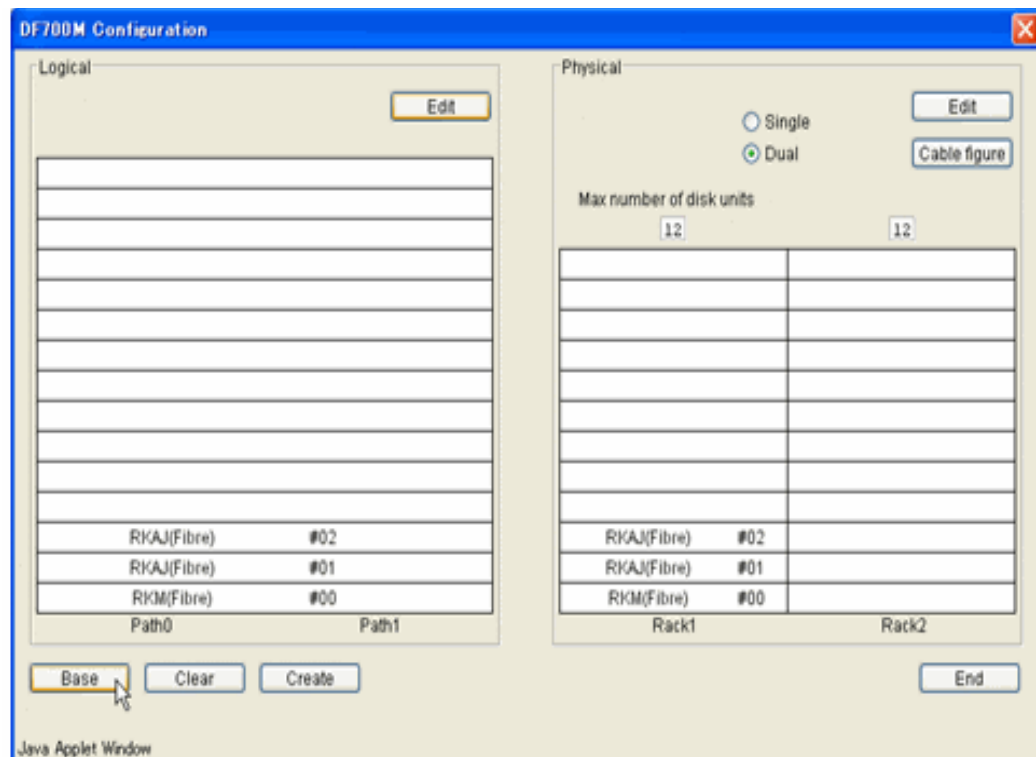 DF700M Configuration
Logical
Edit
RKAJ(Fibre) #02
RKAJ(Fibre) #01
RKM(Fibre) #00
Path0 Path1
Physical
Single
Edit
Dual
Cable figure
Max number of disk units
12 12
RKAJ(Fibre) #02
RKAJ(Fibre) #01
RKM(Fibre) #00
Rack1 Rack2
Base Clear Create End
Java Applet Window